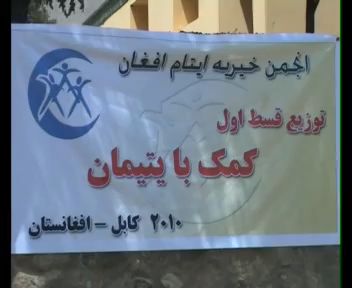 انجمن خیریه ایتام افغان
توزیع قسط اول
کمک با یتیمان
۲۰۱۰ کابل - افغانستان